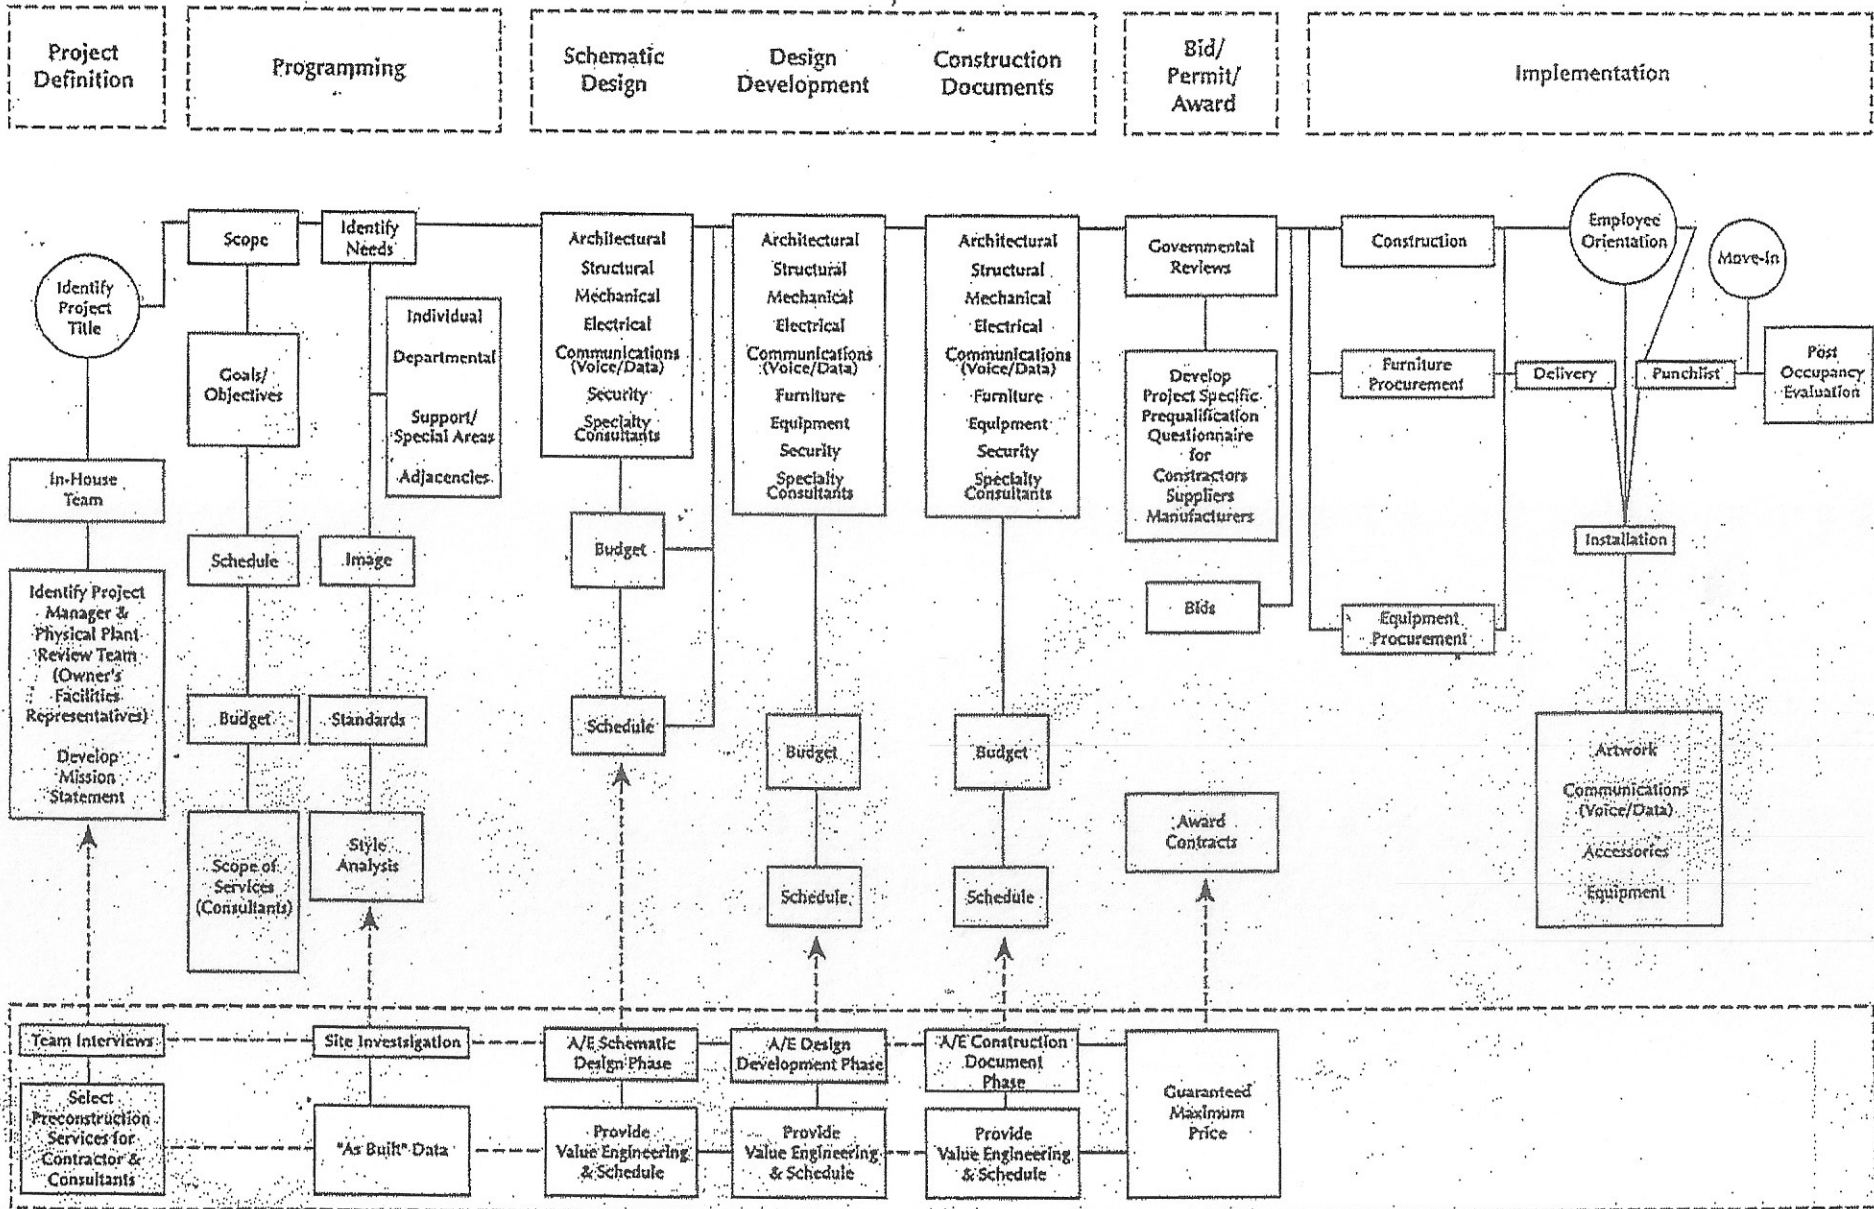 Project
Definition
Programming
Schematic
Design
Design
Development
Construction
Documents
Bid/
Permit/
Award
Implementation
Identify
Project
Title
In-House
Team
Identify Project
Manager &
Physical Plant
Review Team
(Owner's
Facilities
Representatives)
Develop
Mission
Statement
Scope
Goals/
Objectives
Schedule
Budget
Scope of
Services
(Consultants)
Identify
Needs
Individual
Departmental
Support/
Special Areas
Adjacencies
Image
Standards
Style
Analysis
Architectural
Structural
Mechanical
Electrical
Communications
(Voice/Data)
Security
Specialty
Consultants
Budget
Schedule
Architectural
Structural
Mechanical
Electrical
Communications
(Voice/Data)
Furniture
Equipment
Security
Specialty
Consultants
Budget
Schedule
Architectural
Structural
Mechanical
Electrical
Communications
(Voice/Data)
Furniture
Equipment
Security
Specialty
Consultants
Budget
Schedule
Governmental
Reviews
Develop
Project Specific
Prequalification
Questionnaire
for
Constractors
Suppliers
Manufacturers
Bids
Award
Contracts
Construction
Furniture
Procurement
Equipment
Procurement
Employee
Orientation
Move-In
Delivery
Punchlist
Post
Occupancy
Evaluation
Installation
Artwork
Communications
(Voice/Data)
Accessories
Equipment
Team Interviews
Select
Preconstruction
Services for
Contractor &
Consultants
Site Investsigation
"As Built" Data
A/E Schematic
Design Phase
Provide
Value Engineering
& Schedule
A/E Design
Development Phase
Provide
Value Engineering
& Schedule
A/E Construction
Document
Phase
Provide
Value Engineering
& Schedule
Guaranteed
Maximum
Price